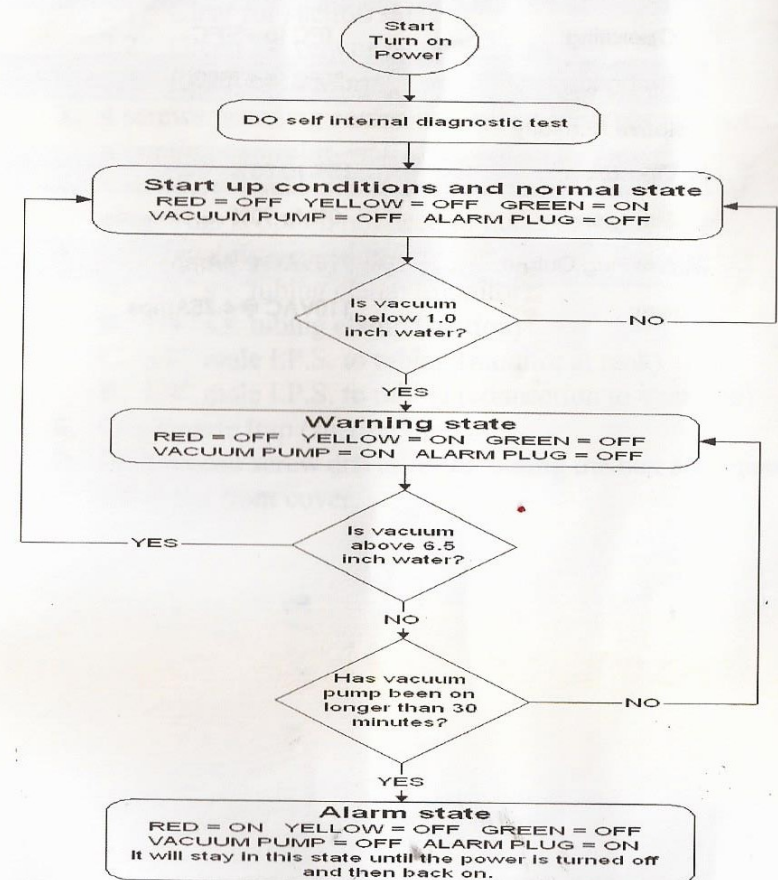 Start
Turn on
Power
DO self internal diagnostic test
Start up conditions and normal state
RED = OFF YELLOW = OFF GREEN = ON
VACUUM PUMP = OFF ALARM PLUG = OFF
Is vacuum
below 1.0
inch water?
NO
YES
Warning state
RED = OFF YELLOW = ON GREEN = OFF
VACUUM PUMP = ON ALARM PLUG = OFF
Is vacuum
above 6.5
inch water?
YES
NO
Has vacuum
pump been on
longer than 30
minutes?
NO
YES
Alarm state
RED = ON YELLOW = OFF GREEN = OFF
VACUUM PUMP = OFF ALARM PLUG = ON
It will stay in this state until the power is turned off
and then back on.